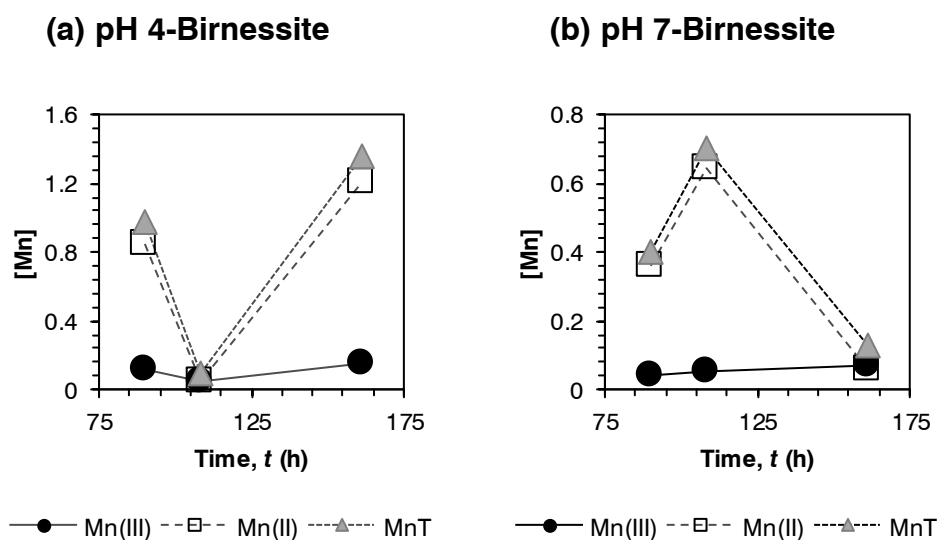 (a) pH 4-Birnessite
(b) pH 7-Birnessite
1.6
1.2
0.8
0.4
0
[Mn]
75
125
175
Time, t (h)
Mn(III)
Mn(II)
MnT
0.8
0.6
0.4
0.2
0
[Mn]
75
125
175
Time, t (h)
Mn(III)
Mn(II)
MnT